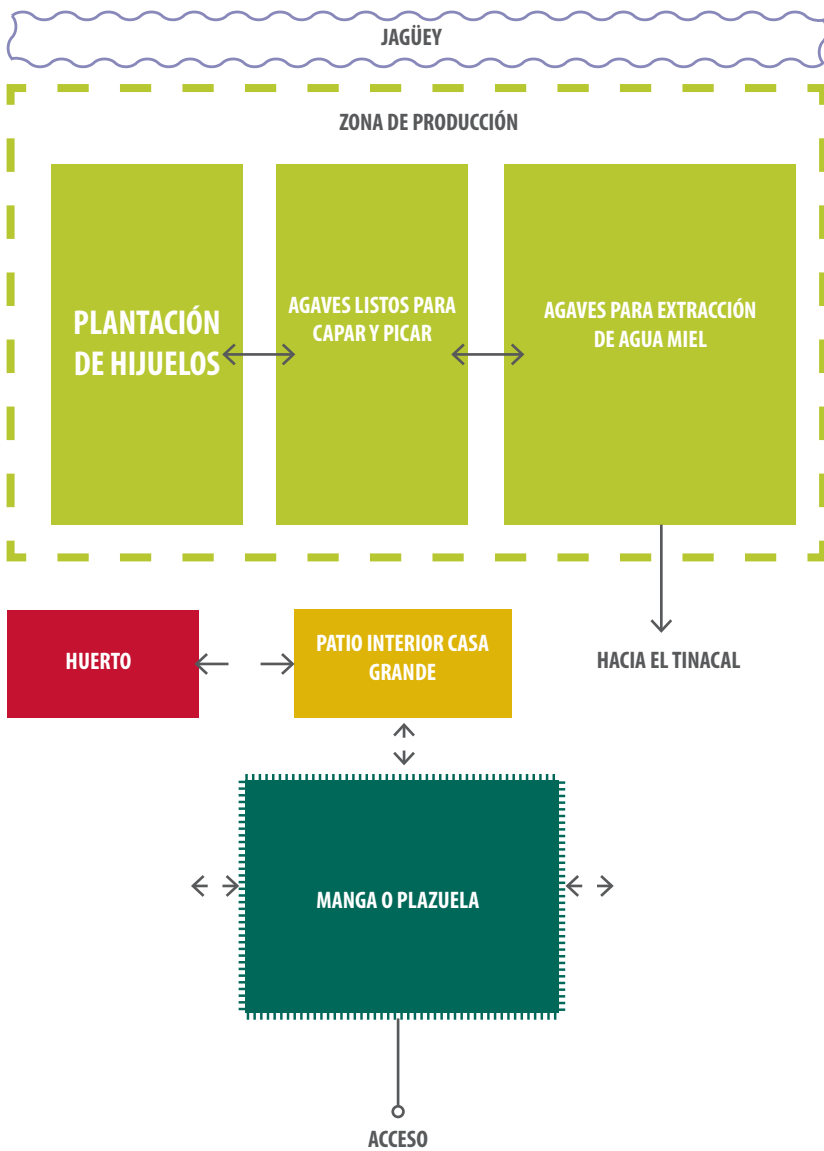 JAGÜEY
ZONA DE PRODUCCIÓN
PLANTACIÓN
DE HIJUELOS
AGAVES LISTOS PARA
CAPAR Y PICAR
AGAVES PARA EXTRACCIÓN
DE AGUA MIEL
HUERTO
PATIO INTERIOR CASA
GRANDE
HACIA EL TINACAL
MANGA O PLAZUELA
ACCESO